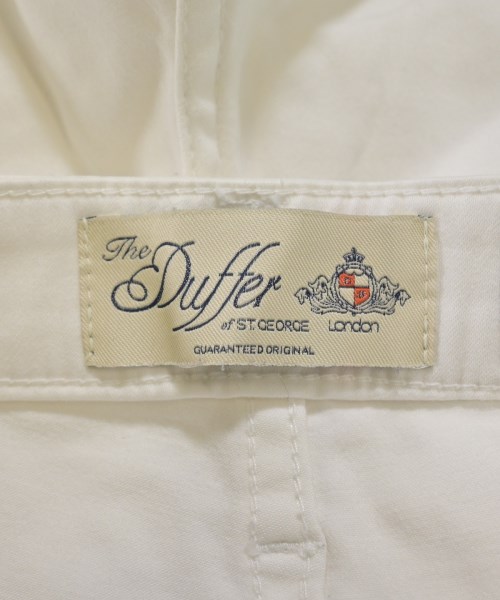 The
Duffer
of ST. GEORGE London
GUARANTEED ORIGINAL